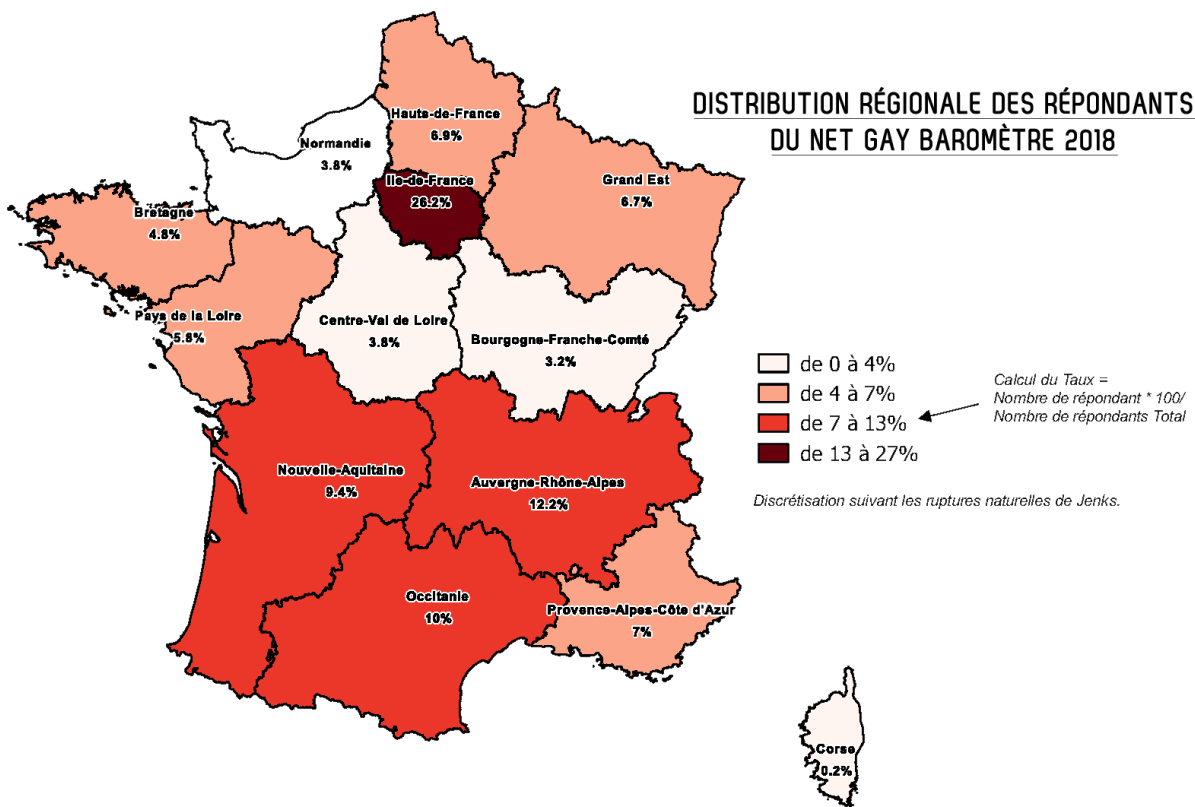 DISTRIBUTION RÉGIONALE DES RÉPONDANTS
DU NET GAY BAROMÈTRE 2018
Hauts-de-France
6.9%
Normandie
3.8%
Ile-de-France
26.2%
Grand Est
6.7%
Bretagne
4.8%
Pays de la Loire
5.8%
Centre-Val de Loire
3.8%
Bourgogne-Franche-Comté
3.2%
de 0 à 4%
de 4 à 7%
de 7 à 13%
de 13 à 27%
Calcul du Taux =
Nombre de répondant * 100/
Nombre de répondants Total
Discrétisation suivant les ruptures naturelles de Jenks.
Nouvelle-Aquitaine
9.4%
Auvergne-Rhône-Alpes
12.2%
Occitanie
10%
Provence-Alpes-Côte d'Azur
7%
Corse
0.2%